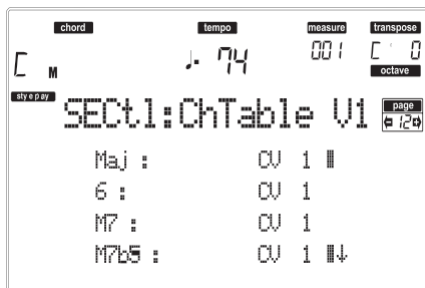 chord tempo measure transpose
C M ♩. 94 001 C 0
octave
style play
SECtl:ChTable V1 page 12
Maj : CV 1
6 : CV 1
M7 : CV 1
M7b5 : CV 1 ↓